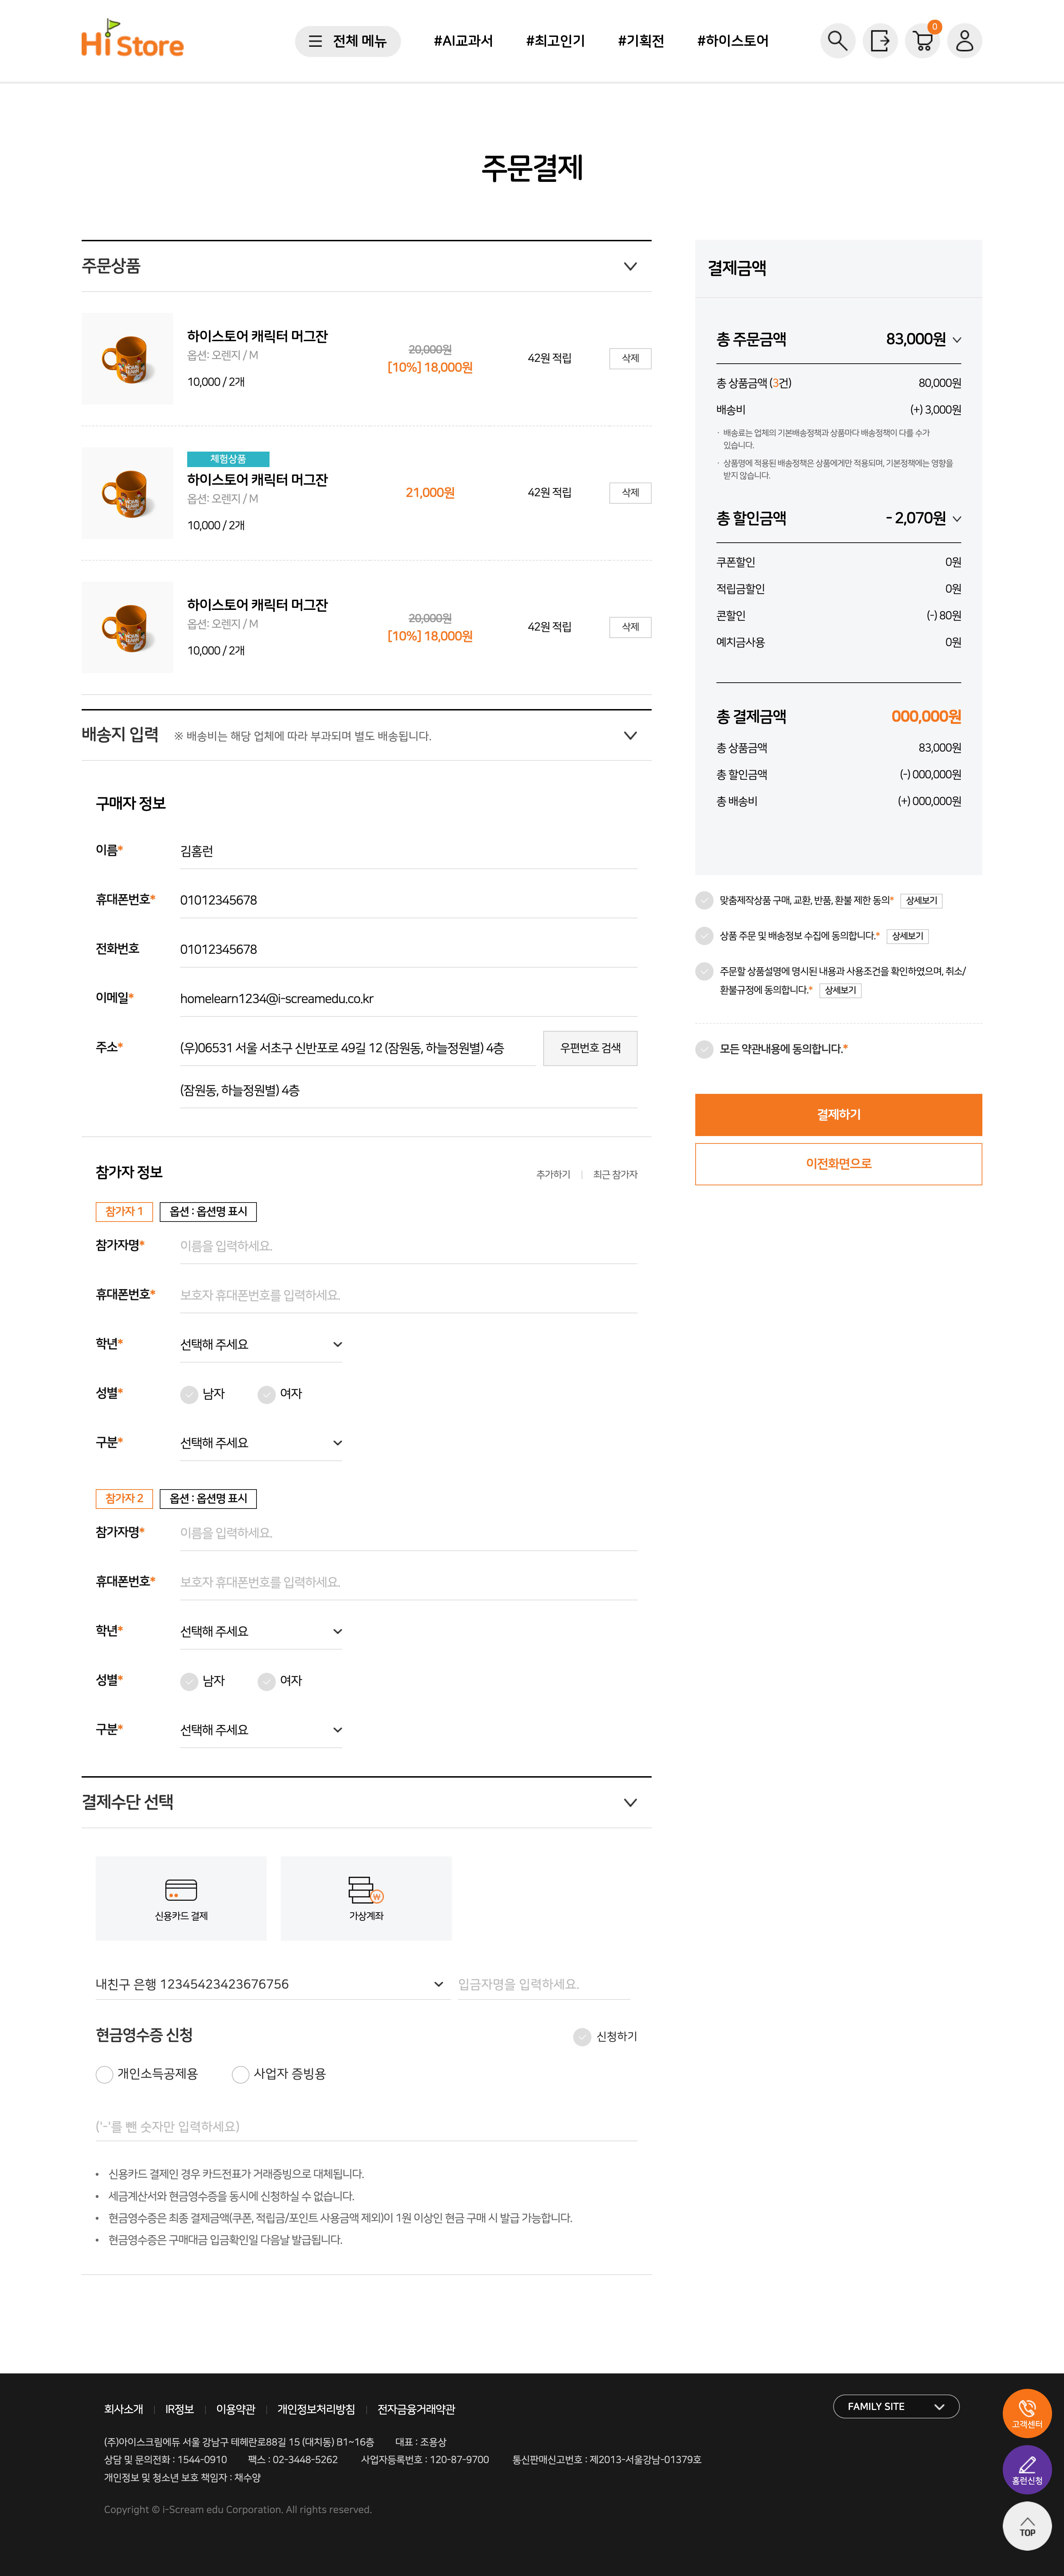 Hi Store
전체 메뉴
#AI교과서
#최고인기
#기획전
#하이스토어
0
주문결제
주문상품
하이스토어 캐릭터 머그잔
옵션: 오렌지 / M
10,000 / 2개
20,000원
[10%] 18,000원
42원 적립
삭제
체험상품
하이스토어 캐릭터 머그잔
옵션: 오렌지 / M
10,000 / 2개
21,000원
42원 적립
삭제
하이스토어 캐릭터 머그잔
옵션: 오렌지 / M
10,000 / 2개
20,000원
[10%] 18,000원
42원 적립
삭제
배송지 입력 ※ 배송비는 해당 업체에 따라 부과되며 별도 배송됩니다.
구매자 정보
이름* 김홈런
휴대폰번호* 01012345678
전화번호 01012345678
이메일* homelearn1234@i-screamedu.co.kr
주소* (우)06531 서울 서초구 신반포로 49길 12 (잠원동, 하늘정원별) 4층 우편번호 검색
(잠원동, 하늘정원별) 4층
참가자 정보 추가하기 | 최근 참가자
참가자 1 옵션 : 옵션명 표시
참가자명* 이름을 입력하세요.
휴대폰번호* 보호자 휴대폰번호를 입력하세요.
학년* 선택해 주세요
성별* 남자 여자
구분* 선택해 주세요
참가자 2 옵션 : 옵션명 표시
참가자명* 이름을 입력하세요.
휴대폰번호* 보호자 휴대폰번호를 입력하세요.
학년* 선택해 주세요
성별* 남자 여자
구분* 선택해 주세요
결제수단 선택
신용카드 결제
가상계좌
내친구 은행 12345423423676756 입금자명을 입력하세요.
현금영수증 신청 신청하기
개인소득공제용 사업자 증빙용
('-'를 뺀 숫자만 입력하세요)
• 신용카드 결제인 경우 카드전표가 거래증빙으로 대체됩니다.
• 세금계산서와 현금영수증을 동시에 신청하실 수 없습니다.
• 현금영수증은 최종 결제금액(쿠폰, 적립금/포인트 사용금액 제외)이 1원 이상인 현금 구매 시 발급 가능합니다.
• 현금영수증은 구매대금 입금확인일 다음날 발급됩니다.
결제금액
총 주문금액 83,000원
총 상품금액 (3건) 80,000원
배송비 (+) 3,000원
· 배송료는 업체의 기본배송정책과 상품마다 배송정책이 다를 수가
있습니다.
· 상품명에 적용된 배송정책은 상품에게만 적용되며, 기본정책에는 영향을
받지 않습니다.
총 할인금액 - 2,070원
쿠폰할인 0원
적립금할인 0원
콘할인 (-) 80원
예치금사용 0원
총 결제금액 000,000원
총 상품금액 83,000원
총 할인금액 (-) 000,000원
총 배송비 (+) 000,000원
맞춤제작상품 구매, 교환, 반품, 환불 제한 동의* 상세보기
상품 주문 및 배송정보 수집에 동의합니다.* 상세보기
주문할 상품설명에 명시된 내용과 사용조건을 확인하였으며, 취소/
환불규정에 동의합니다.* 상세보기
모든 약관내용에 동의합니다.*
결제하기
이전화면으로
회사소개 | IR정보 | 이용약관 | 개인정보처리방침 | 전자금융거래약관
FAMILY SITE
(주)아이스크림에듀 서울 강남구 테헤란로88길 15 (대치동) B1~16층 대표 : 조용상
상담 및 문의전화 : 1544-0910 팩스 : 02-3448-5262 사업자등록번호 : 120-87-9700 통신판매신고번호 : 제2013-서울강남-01379호
개인정보 및 청소년 보호 책임자 : 채수양
Copyright © i-Scream edu Corporation. All rights reserved.
고객센터
홈런신청
TOP